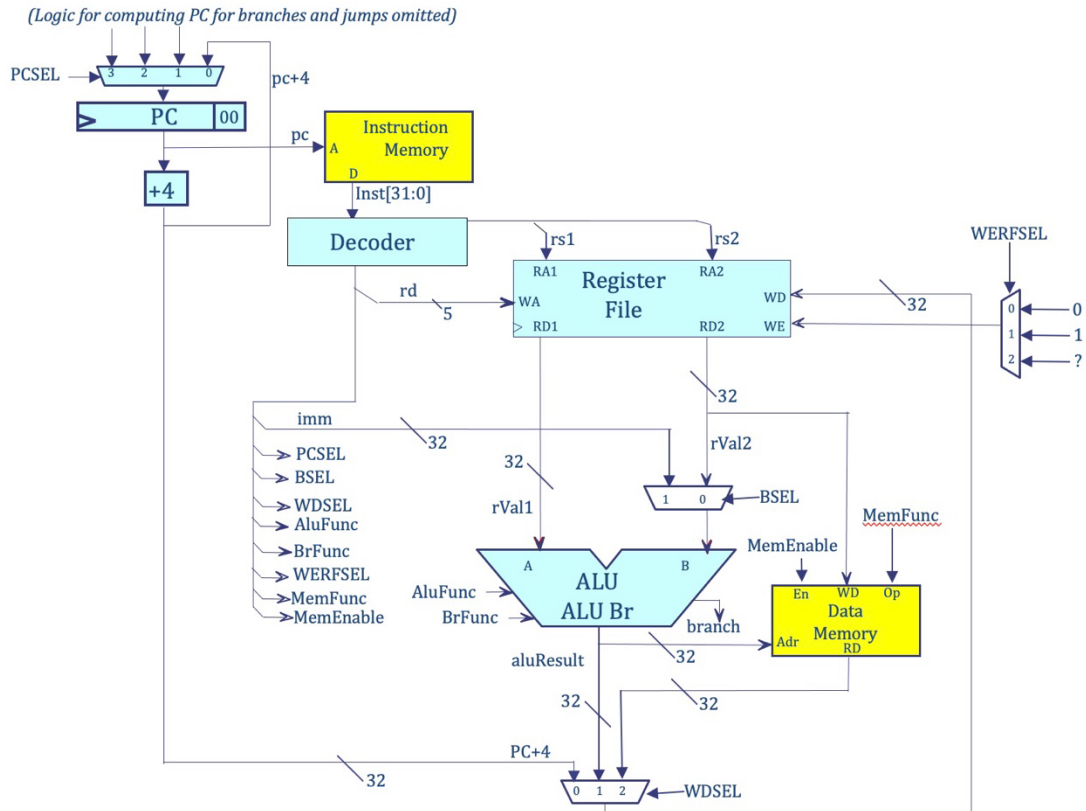 (Logic for computing PC for branches and jumps omitted)
PCSEL
3 2 1 0
pc+4
PC 00
pc
Instruction
Memory
A
D
+4
Inst[31:0]
Decoder
rs1
rs2
WERFSEL
RA1
RA2
Register
File
rd
5
WA
WD
32
WE
RD1
RD2
0
1
2
0
1
?
32
imm
32
rVal2
PCSEL
BSEL
WDSEL
AluFunc
BrFunc
WERFSEL
MemFunc
MemEnable
32
rVal1
1 0
BSEL
MemFunc
MemEnable
A
B
ALU
ALU Br
AluFunc
BrFunc
branch
En
WD
Op
Data
Memory
Adr
RD
32
aluResult
32
32
PC+4
32
0 1 2
WDSEL